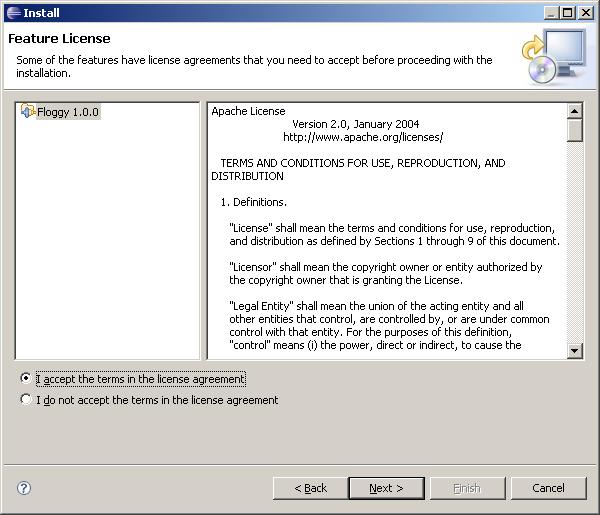 Install
Feature License
Some of the features have license agreements that you need to accept before proceeding with the
installation.
Floggy 1.0.0
Apache License
Version 2.0, January 2004
http://www.apache.org/licenses/
TERMS AND CONDITIONS FOR USE, REPRODUCTION, AND
DISTRIBUTION
1. Definitions.
"License" shall mean the terms and conditions for use, reproduction,
and distribution as defined by Sections 1 through 9 of this document.
"Licensor" shall mean the copyright owner or entity authorized by
the copyright owner that is granting the License.
"Legal Entity" shall mean the union of the acting entity and all
other entities that control, are controlled by, or are under common
control with that entity. For the purposes of this definition,
"control" means (i) the power, direct or indirect, to cause the
I accept the terms in the license agreement
I do not accept the terms in the license agreement
?
< Back
Next >
Finish
Cancel